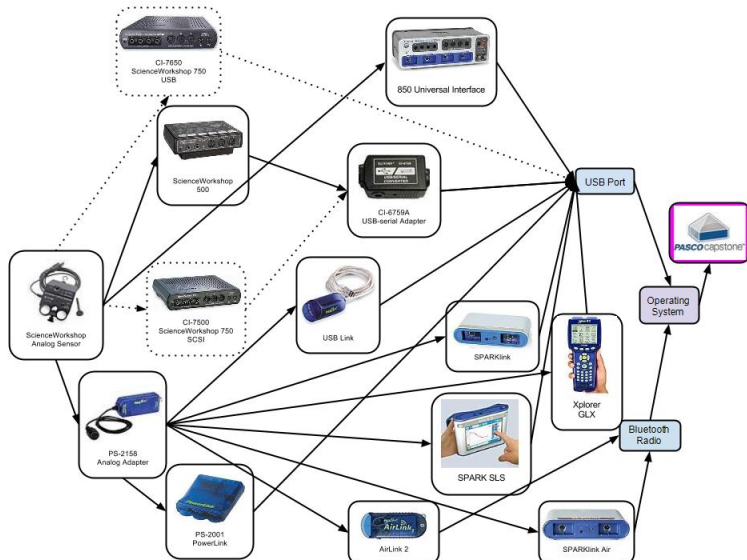 CI-7650
ScienceWorkshop 750
USB
850 Universal Interface
ScienceWorkshop
500
CI-6759A
USB-serial Adapter
USB Port
PASCO capstone™
ScienceWorkshop
Analog Sensor
CI-7500
ScienceWorkshop 750
SCSI
USB Link
SPARKlink
Operating
System
Xplorer
GLX
PS-2158
Analog Adapter
SPARK SLS
Bluetooth
Radio
PS-2001
PowerLink
AirLink 2
SPARKlink Air